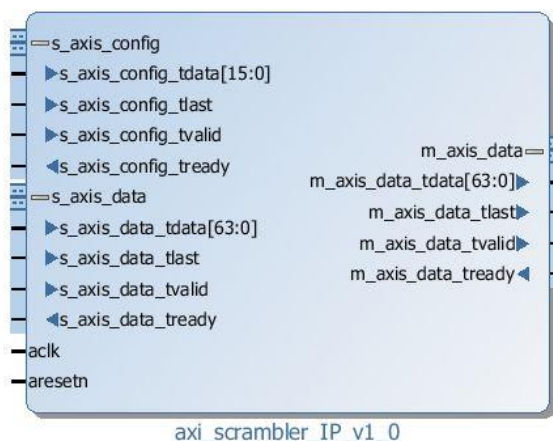 s_axis_config
s_axis_config_tdata[15:0]
s_axis_config_tlast
s_axis_config_tvalid
s_axis_config_tready
s_axis_data
s_axis_data_tdata[63:0]
s_axis_data_tlast
s_axis_data_tvalid
s_axis_data_tready
aclk
aresetn
m_axis_data
m_axis_data_tdata[63:0]
m_axis_data_tlast
m_axis_data_tvalid
m_axis_data_tready
axi_scrambler_IP_v1_0